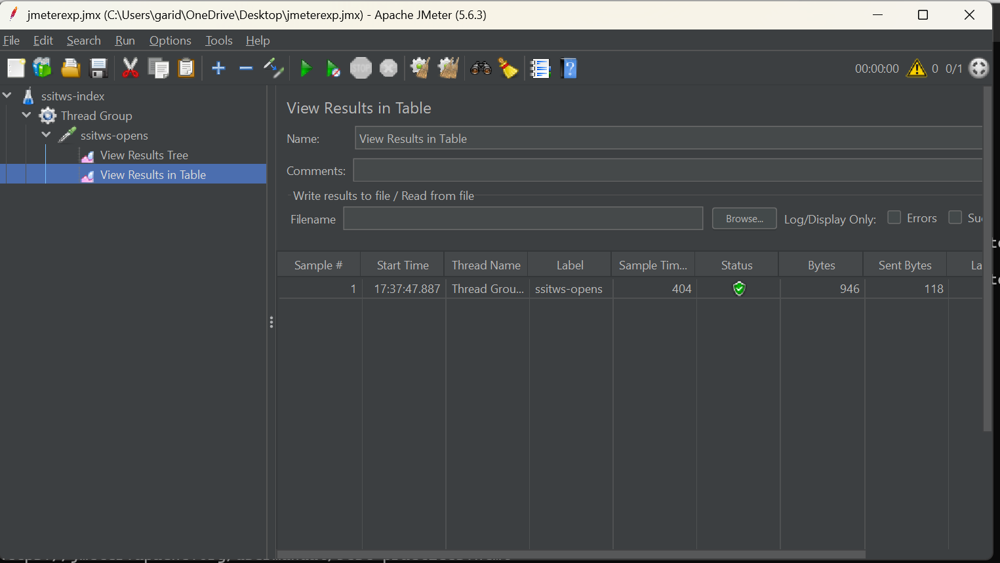 jmeterexp.jmx (C:\Users\garid\OneDrive\Desktop\jmeterexp.jmx) - Apache JMeter (5.6.3)
File Edit Search Run Options Tools Help
STOP
00:00:00 0 0/1
ssitws-index
Thread Group
ssitws-opens
View Results Tree
View Results in Table
View Results in Table
Name: View Results in Table
Comments:
Write results to file / Read from file
Filename Browse... Log/Display Only: Errors Su
Sample # Start Time Thread Name Label Sample Tim... Status Bytes Sent Bytes La
1 17:37:47.887 Thread Grou... ssitws-opens 404 946 118